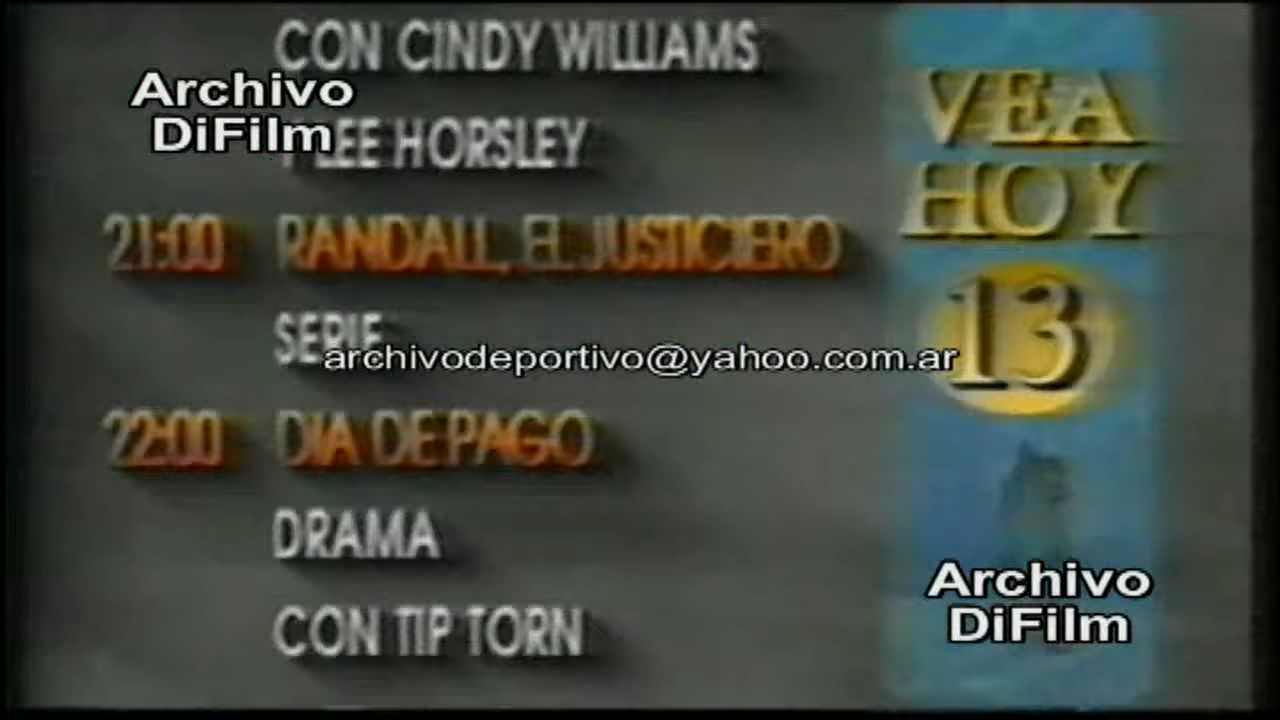 CON CINDY WILLIAMS
Archivo
DiFilm
Y LEE HORSLEY
21:00 RANDALL, EL JUSTICIERO
SERIE
archivodeportivo@yahoo.com.ar
22:00 DIA DE PAGO
DRAMA
CON TIP TORN
VEA
HOY
13
Archivo
DiFilm